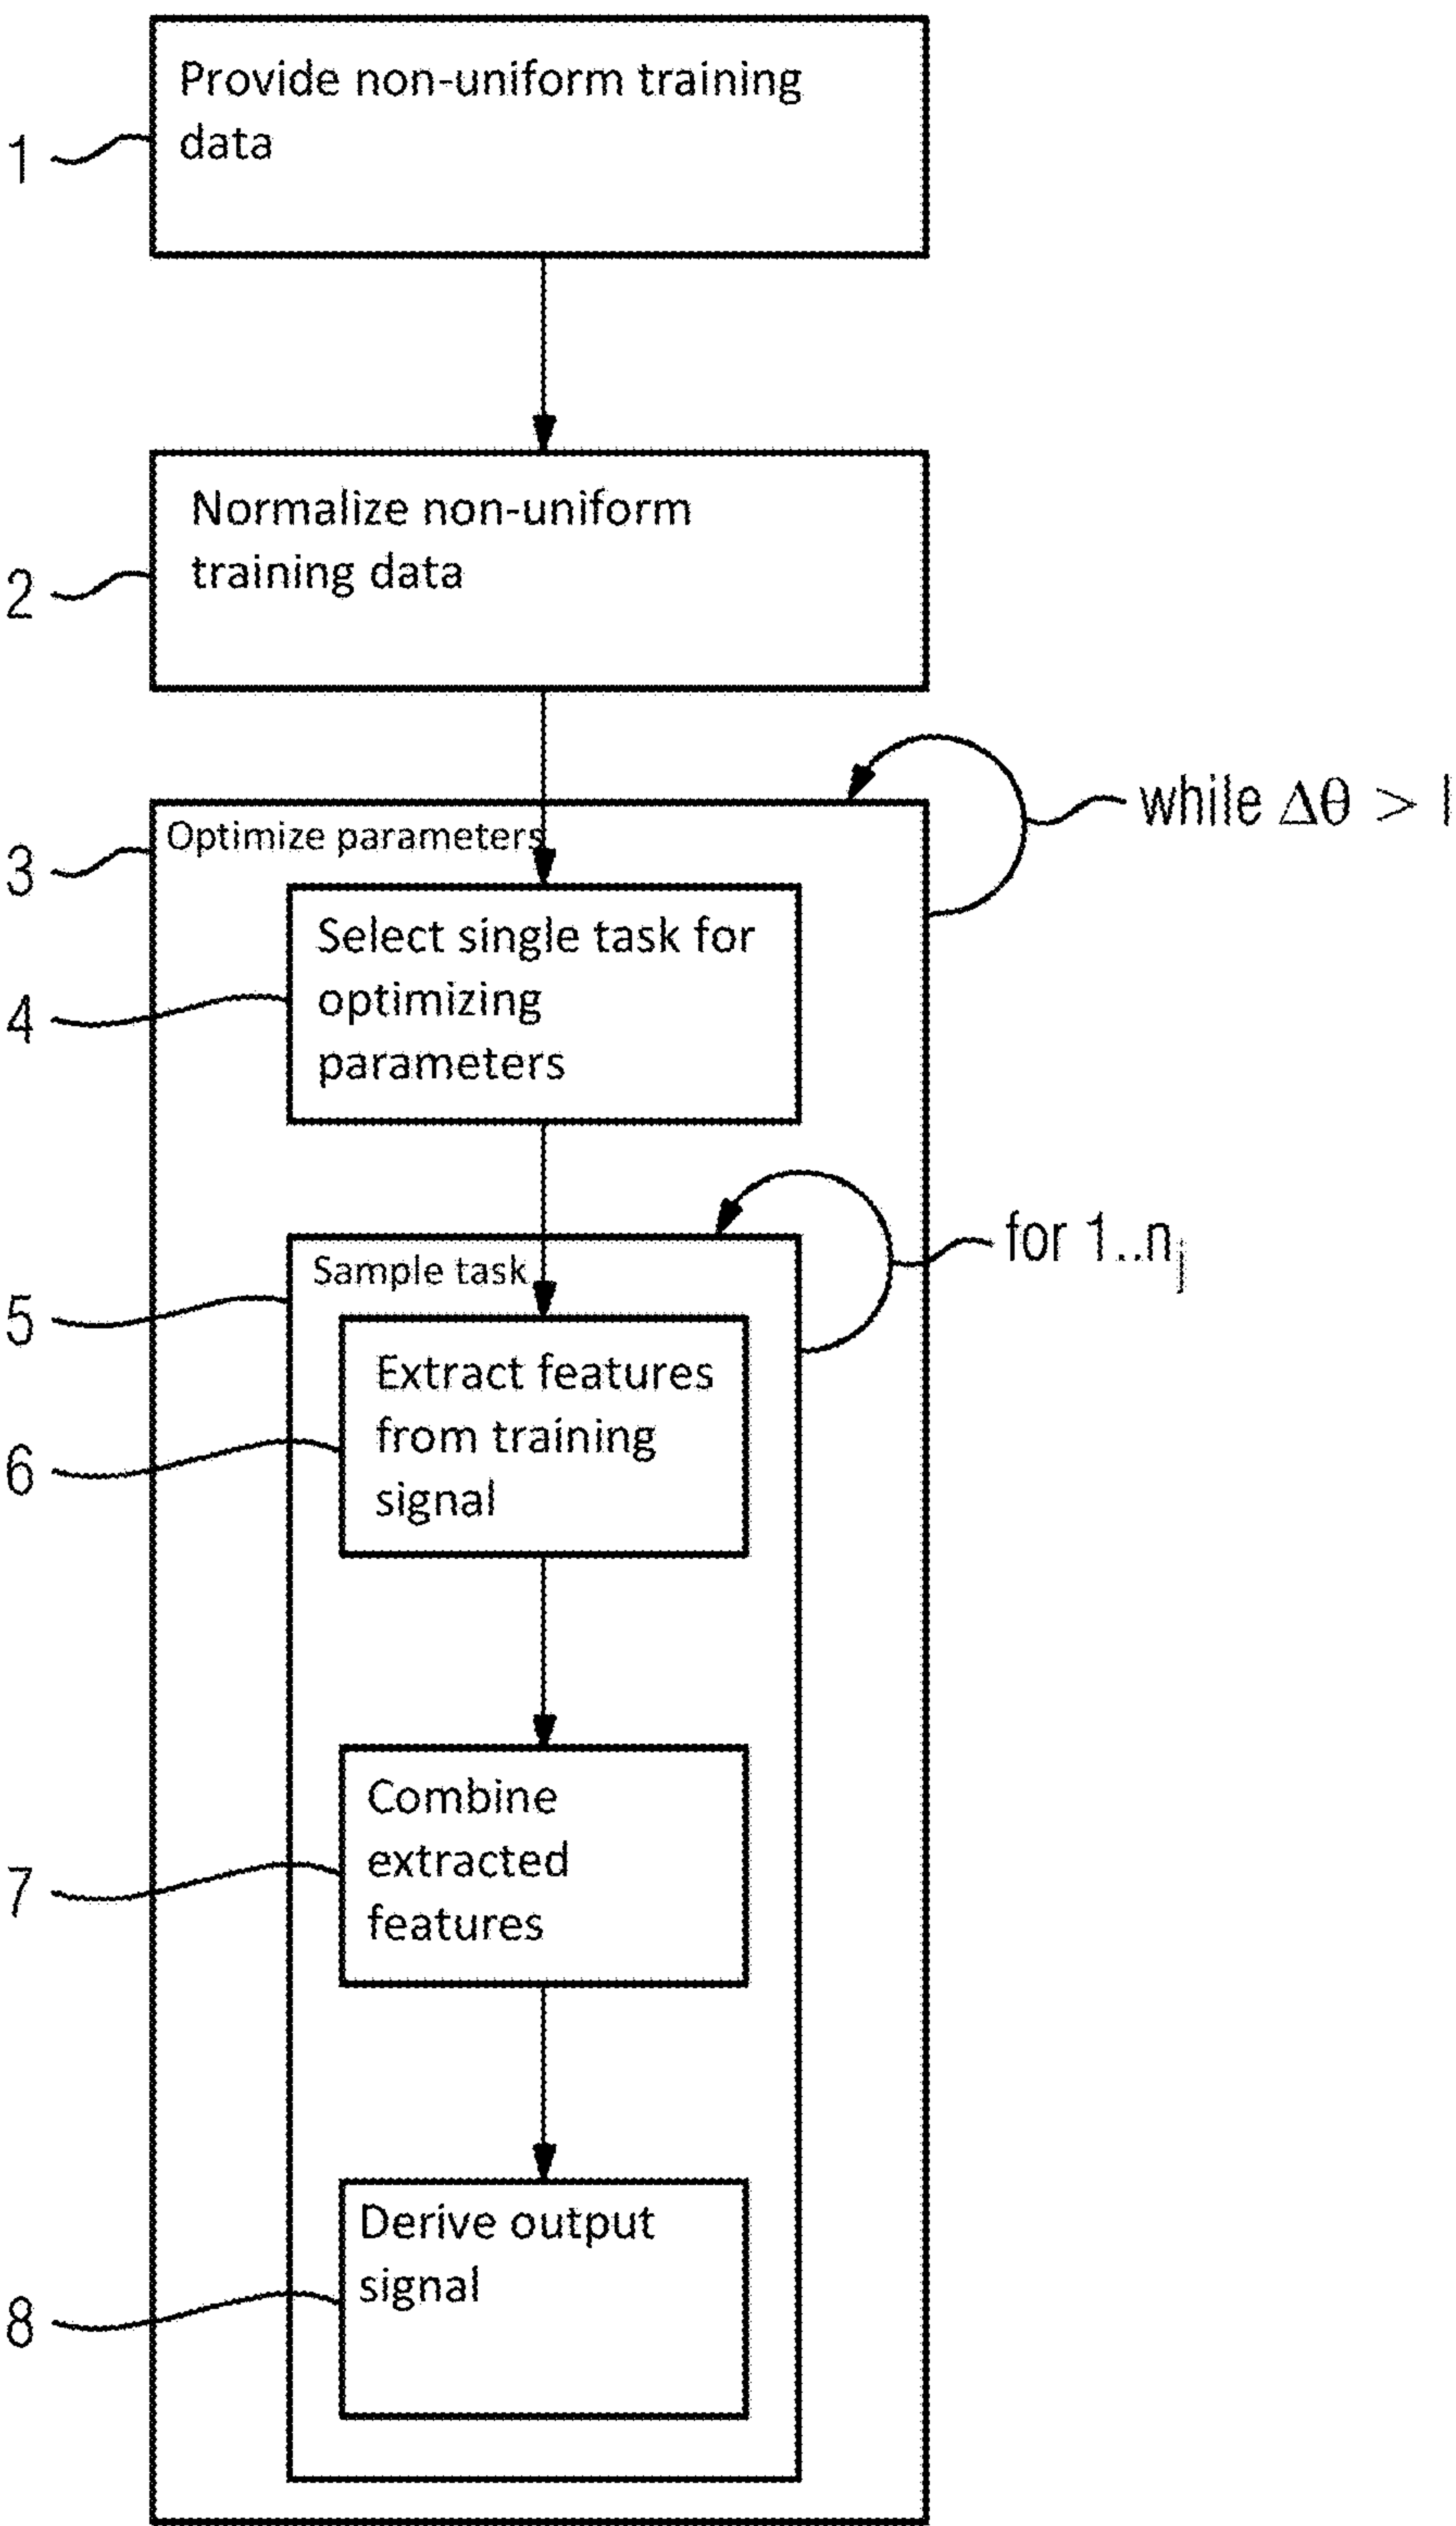 Provide non-uniform training
data
1
Normalize non-uniform
training data
2
while Δθ > l
Optimize parameters
3
Select single task for
optimizing
parameters
4
for 1..nj
Sample task
5
Extract features
from training
signal
6
Combine
extracted
features
7
Derive output
signal
8